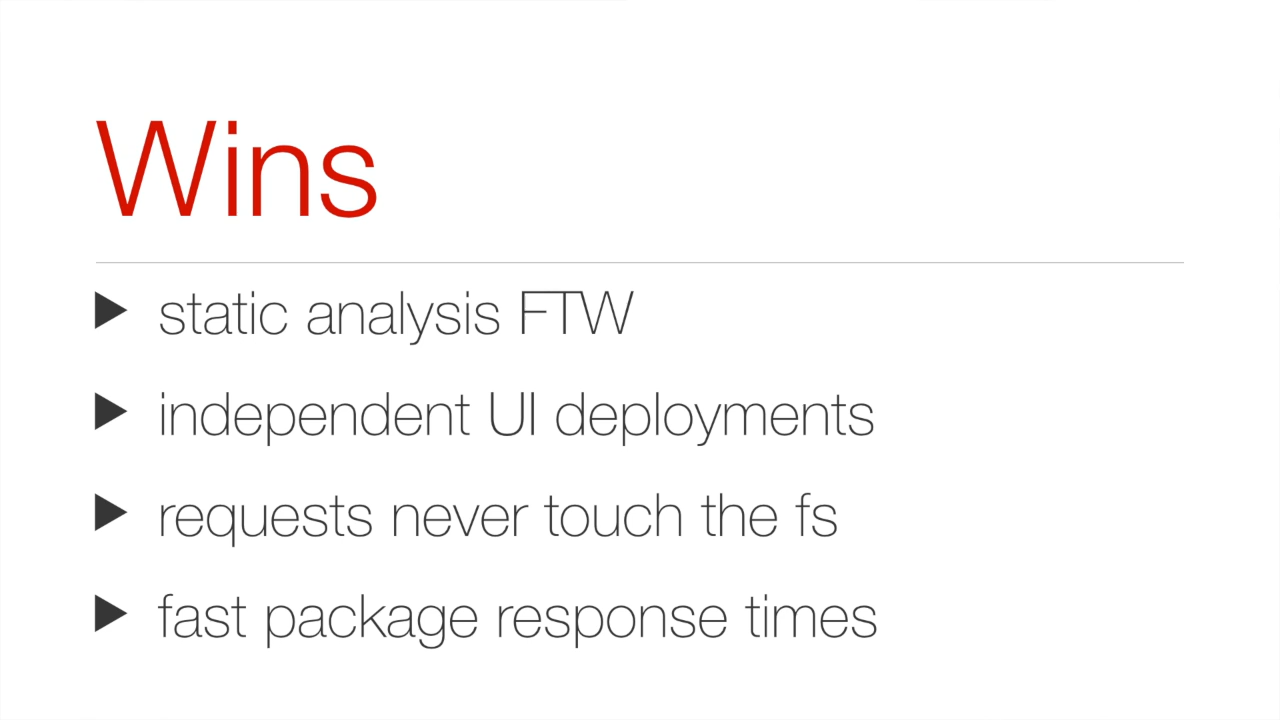 Wins
static analysis FTW
independent UI deployments
requests never touch the fs
fast package response times